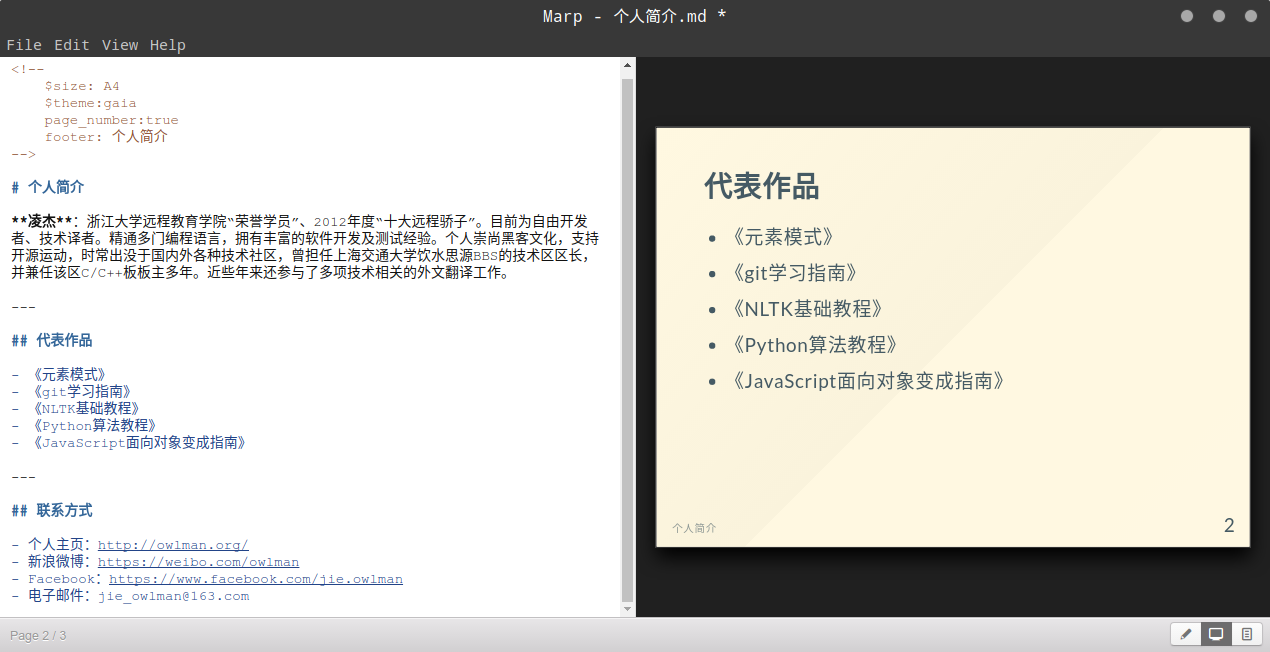 Marp - 个人简介.md *
File Edit View Help
<!--
$size: A4
$theme:gaia
page_number:true
footer: 个人简介
-->
# 个人简介
**凌杰**：浙江大学远程教育学院“荣誉学员”、2012年度“十大远程骄子”。目前为自由开发
者、技术译者。精通多门编程语言，拥有丰富的软件开发及测试经验。个人崇尚黑客文化，支持
开源运动，时常出没于国内外各种技术社区，曾担任上海交通大学饮水思源BBS的技术区区长，
并兼任该区C/C++板板主多年。近些年来还参与了多项技术相关的外文翻译工作。
---
## 代表作品
- 《元素模式》
- 《git学习指南》
- 《NLTK基础教程》
- 《Python算法教程》
- 《JavaScript面向对象变成指南》
---
## 联系方式
- 个人主页：http://owlman.org/
- 新浪微博：https://weibo.com/owlman
- Facebook：https://www.facebook.com/jie.owlman
- 电子邮件：jie_owlman@163.com
代表作品
• 《元素模式》
• 《git学习指南》
• 《NLTK基础教程》
• 《Python算法教程》
• 《JavaScript面向对象变成指南》
个人简介
2
Page 2 / 3